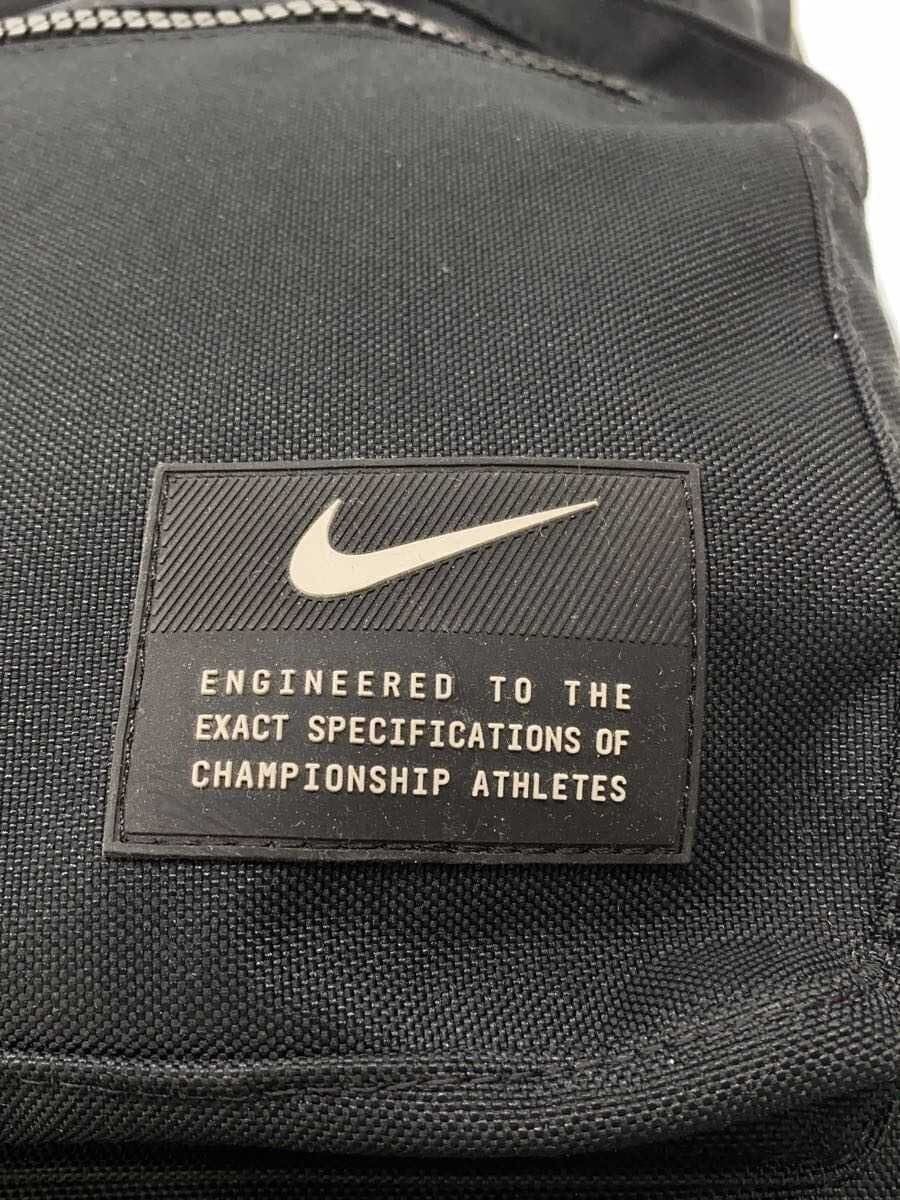 ENGINEERED TO THE
EXACT SPECIFICATIONS OF
CHAMPIONSHIP ATHLETES